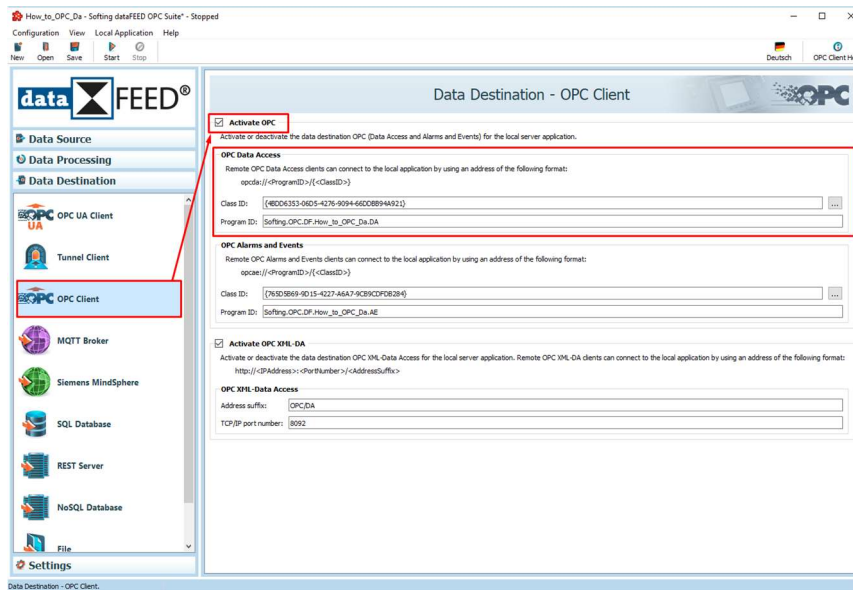 How_to_OPC_Da - Softing dataFEED OPC Suite* - Stopped
Configuration View Local Application Help
New Open Save Start Stop Deutsch OPC Client H
data FEED®
Data Destination - OPC Client
OPC
Data Source
Data Processing
Data Destination
OPC UA OPC UA Client
Tunnel Client
OPC OPC Client
MQTT Broker
Siemens MindSphere
SQL Database
REST Server
NoSQL Database
File
Settings
Activate OPC
Activate or deactivate the data destination OPC (Data Access and Alarms and Events) for the local server application.
OPC Data Access
Remote OPC Data Access clients can connect to the local application by using an address of the following format:
opcda://<ProgramID>/{<ClassID>}
Class ID: {4BDD6353-06D5-4276-9094-66DDBB94A921} ...
Program ID: Softing.OPC.DF.How_to_OPC_Da.DA
OPC Alarms and Events
Remote OPC Alarms and Events clients can connect to the local application by using an address of the following format:
opcae://<ProgramID>/{<ClassID>}
Class ID: {765D5B69-9D15-4227-A6A7-9CB9CDFDB284} ...
Program ID: Softing.OPC.DF.How_to_OPC_Da.AE
Activate OPC XML-DA
Activate or deactivate the data destination OPC XML-Data Access for the local server application. Remote OPC XML-DA clients can connect to the local application by using an address of the following format:
http://<IPAddress>:<PortNumber>/<AddressSuffix>
OPC XML-Data Access
Address suffix: OPC/DA
TCP/IP port number: 8092
Data Destination - OPC Client.